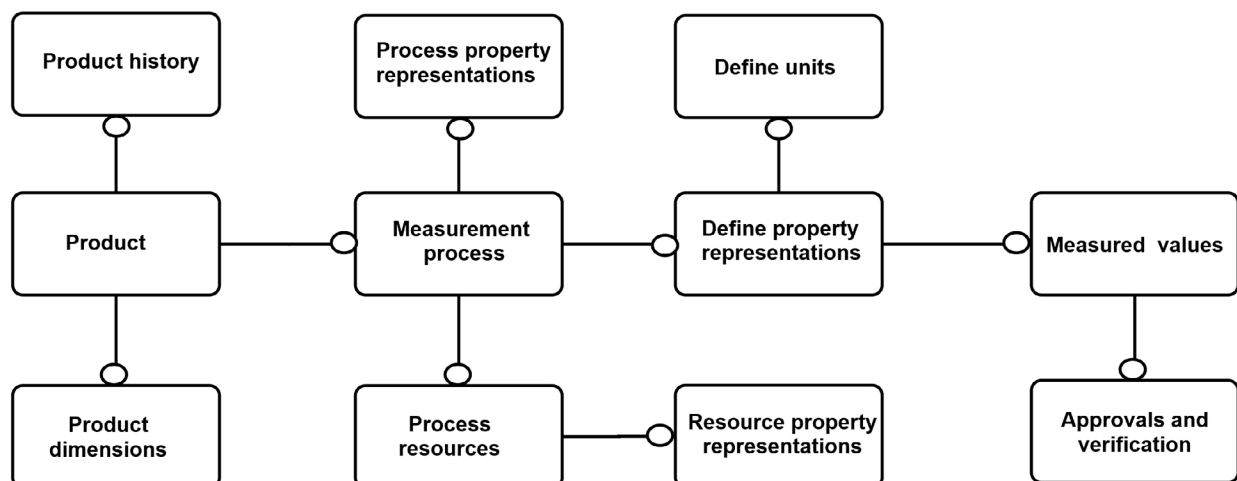 Product history
Process property
representations
Define units
Product
Measurement
process
Define property
representations
Measured values
Product
dimensions
Process
resources
Resource property
representations
Approvals and
verification